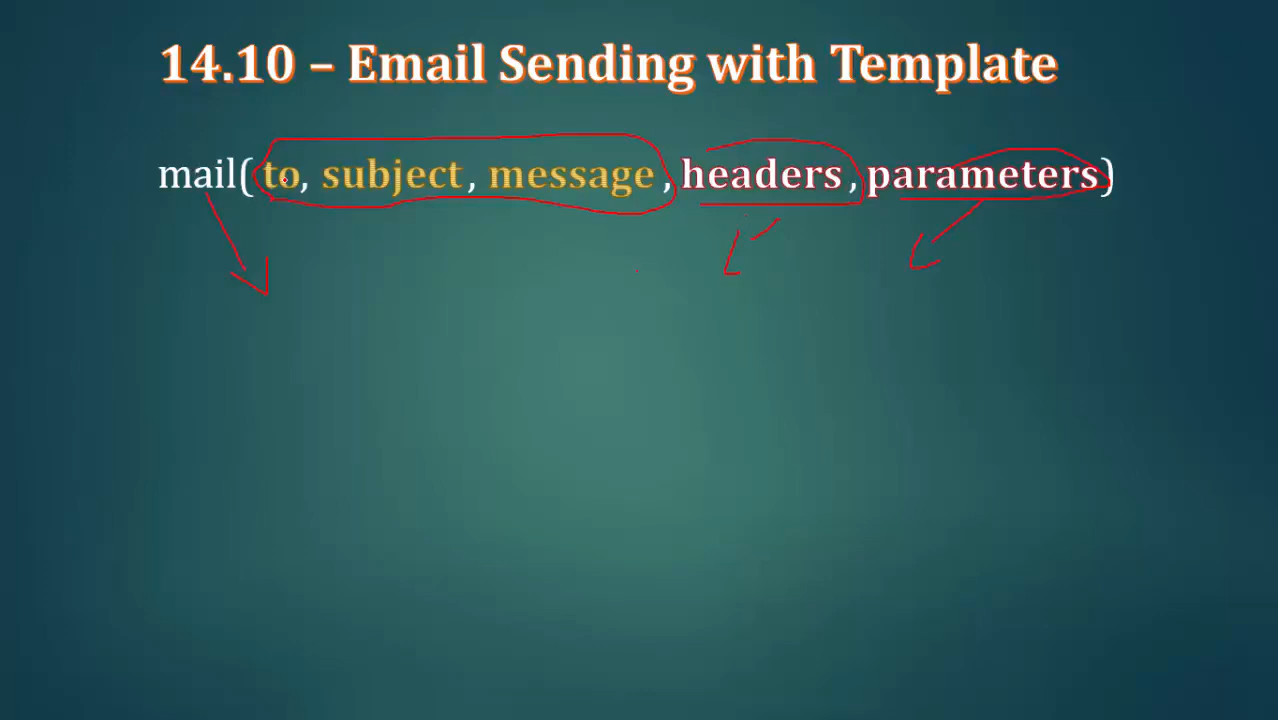 14.10 – Email Sending with Template
mail( to, subject, message , headers , parameters )